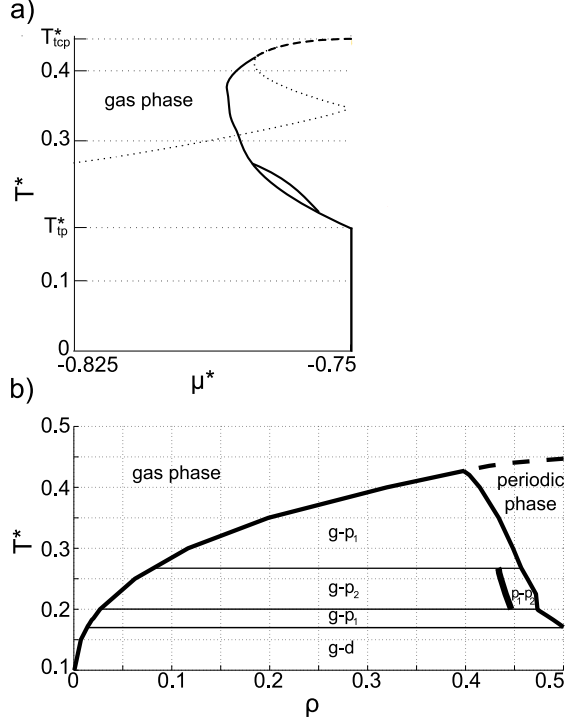 a)
T*tcp
0.4
gas phase
0.3
T*
T*tp
0.1
0
-0.825
-0.75
μ*
b)
0.5
gas phase
periodic
phase
0.4
T*
g-p₁
0.3
g-p₂
p₁-p₂
0.2
g-p₁
g-d
0.1
0
0.1
0.2
0.3
0.4
0.5
ρ